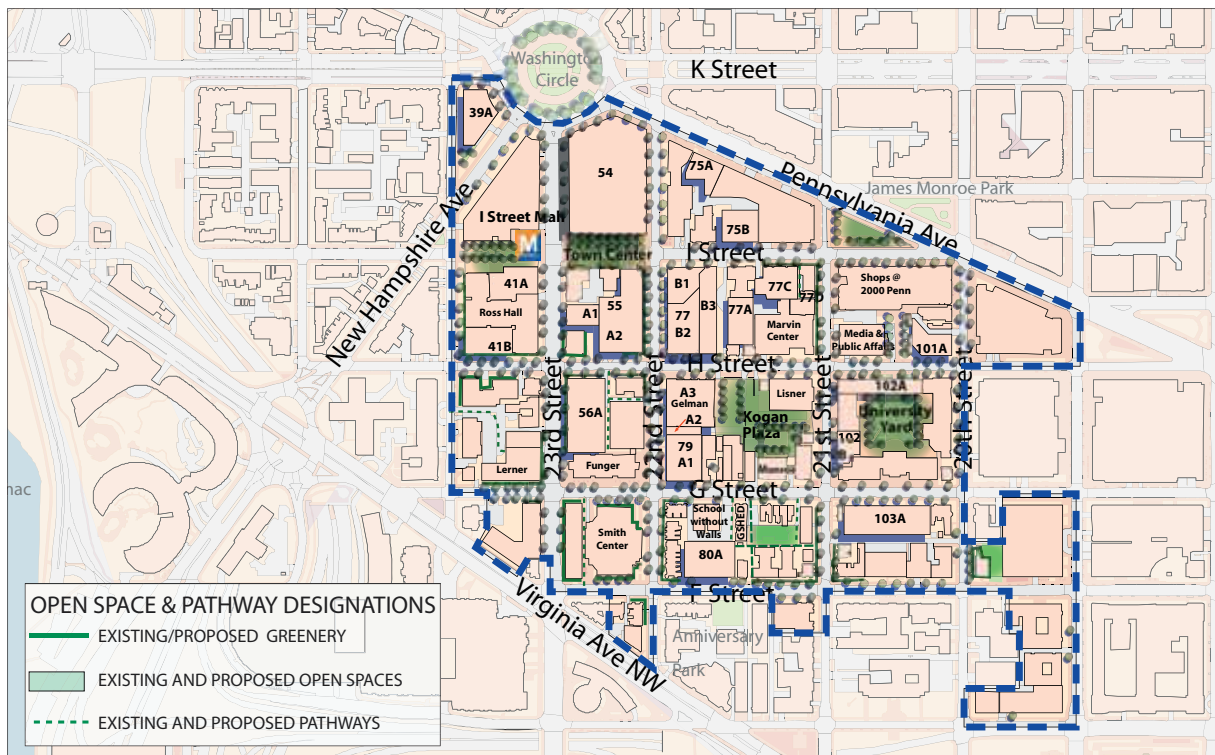 Washington
Circle
K Street
39A
54
75A
Pennsylvania Ave
James Monroe Park
New Hampshire Ave
I Street Mall
M
Town Center
75B
I Street
41A
Ross Hall
41B
A1
55
A2
B1
77
B2
B3
77A
77C
77D
Marvin
Center
Shops @
2000 Penn
Media &
Public Affairs
101A
H Street
23rd Street
22nd Street
21st Street
20th Street
56A
Funger
Lerner
A3
Gelman
A2
79
A1
Lisner
Kogan
Plaza
102A
University
Yard
102
B
G Street
Smith
Center
School
without
Walls
GSHED
80A
103A
F Street
Virginia Ave NW
Anniversary
Park
mac
OPEN SPACE & PATHWAY DESIGNATIONS
EXISTING/PROPOSED GREENERY
EXISTING AND PROPOSED OPEN SPACES
EXISTING AND PROPOSED PATHWAYS